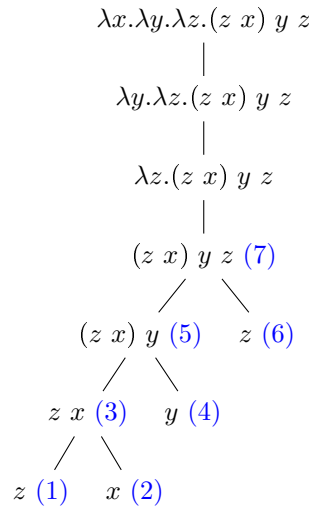 λx.λy.λz.(z x) y z
λy.λz.(z x) y z
λz.(z x) y z
(z x) y z (7)
(z x) y (5) z (6)
z x (3) y (4)
z (1) x (2)